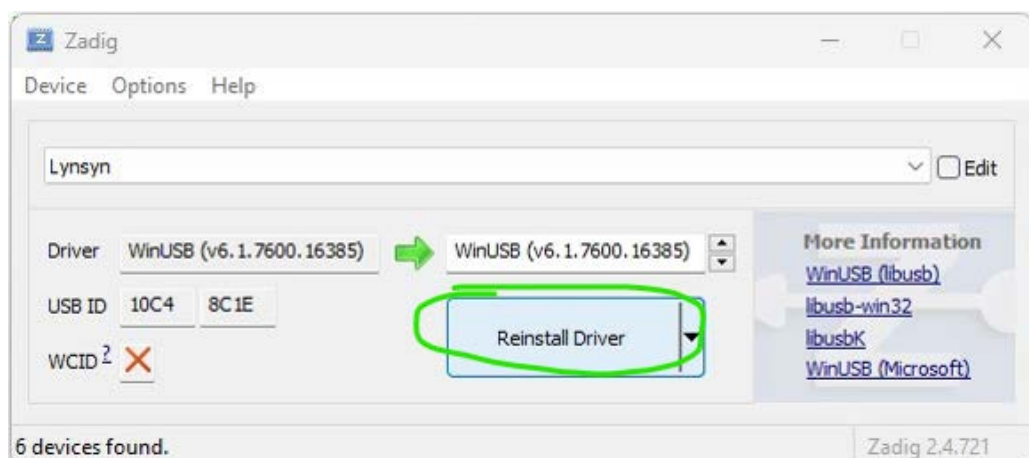 Zadig
Device Options Help
Lynsyn
Edit
Driver WinUSB (v6.1.7600.16385) WinUSB (v6.1.7600.16385)
USB ID 10C4 8C1E
WCID ?
Reinstall Driver
More Information
WinUSB (libusb)
libusb-win32
libusbK
WinUSB (Microsoft)
6 devices found.
Zadig 2.4.721